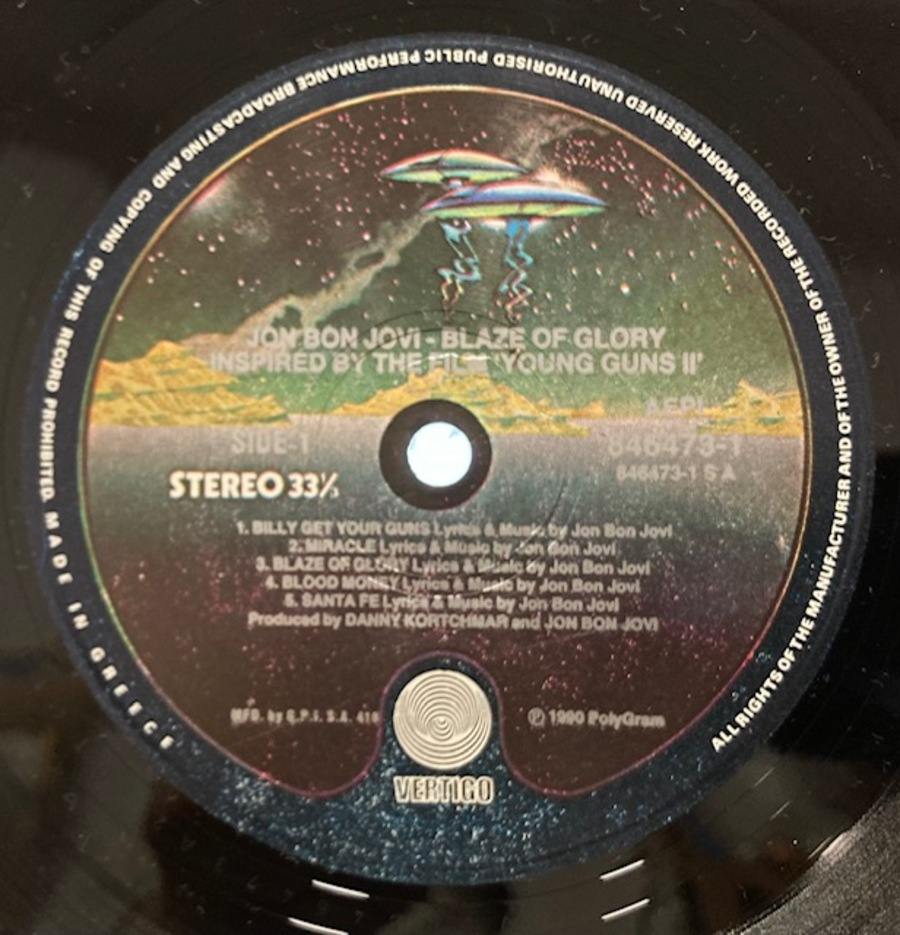 ALL RIGHTS OF THE MANUFACTURER AND OF THE OWNER OF THE RECORDED WORK RESERVED UNAUTHORISED PUBLIC PERFORMANCE BROADCASTING AND COPYING OF THIS RECORD PROHIBITED. MADE IN GREECE
JON BON JOVI - BLAZE OF GLORY
INSPIRED BY THE FILM 'YOUNG GUNS II'
AEPI
SIDE-1
846473-1
STEREO 33⅓
846473-1 S A
1. BILLY GET YOUR GUNS Lyrics & Music by Jon Bon Jovi
2. MIRACLE Lyrics & Music by Jon Bon Jovi
3. BLAZE OF GLORY Lyrics & Music by Jon Bon Jovi
4. BLOOD MONEY Lyrics & Music by Jon Bon Jovi
5. SANTA FE Lyrics & Music by Jon Bon Jovi
Produced by DANNY KORTCHMAR and JON BON JOVI
MFD. by
℗ 1990 PolyGram
VERTIGO